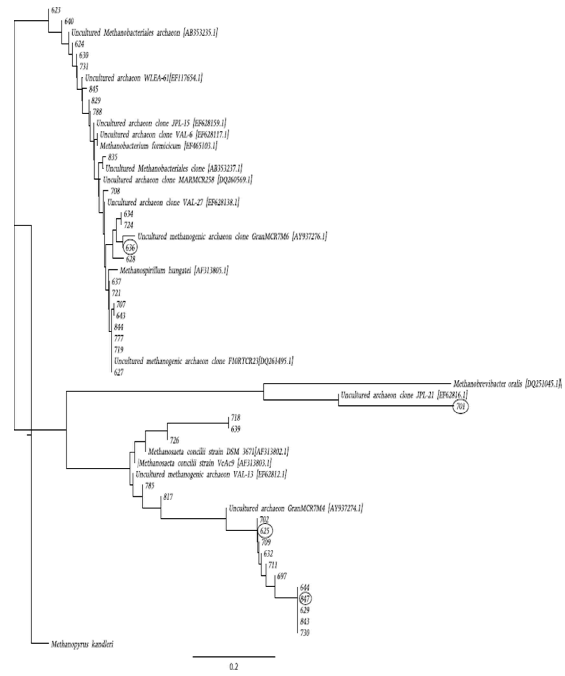 623
640
Uncultured Methanobacteriales archaeon [AB353235.1]
624
630
731
Uncultured archaeon WLEA-61[EF117654.1]
845
829
788
Uncultured archaeon clone JPL-15 [EF628159.1]
Uncultured archaeon clone VAL-6 [EF628117.1]
Methanobacterium formicicum [EF465103.1]
835
Uncultured Methanobacteriales clone [AB353237.1]
Uncultured archaeon clone MARMCR258 [DQ260569.1]
708
Uncultured archaeon clone VAL-27 [EF628138.1]
634
724
Uncultured methanogenic archaeon clone GranMCR7M6 [AY937276.1]
636
628
Methanospirillum hungatei [AF313805.1]
637
721
707
643
844
777
719
Uncultured methanogenic archaeon clone F10RTCR23[DQ261495.1]
627
Methanobrevibacter oralis [DQ251045.1]
Uncultured archaeon clone JPL-21 [EF62816.1]
701
718
639
726
Methanosaeta concilii strain DSM 3671[AF313802.1]
Methanosaeta concilii strain VeAc9 [AF313803.1]
Uncultured methanogenic archaeon VAL-13 [EF62812.1]
785
817
Uncultured archaeon GranMCR7M4 [AY937274.1]
702
625
709
632
711
697
644
847
629
843
730
Methanopyrus kandleri
0.2